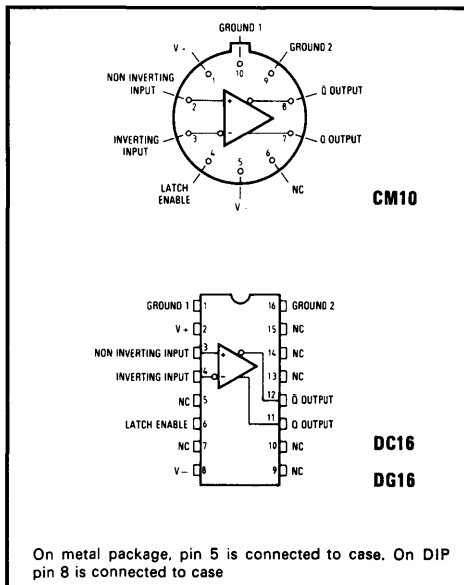 GROUND 1
V -
GROUND 2
10
1
9
NON INVERTING
INPUT
2
+
8
Q̄ OUTPUT
INVERTING
INPUT
3
-
7
Q OUTPUT
4
5
6
LATCH
ENABLE
V -
NC
CM10
GROUND 1 1 16 GROUND 2
V + 2 15 NC
NON INVERTING INPUT 3 + 14 NC
INVERTING INPUT 4 - 13 NC
NC 5 12 Q̄ OUTPUT
LATCH ENABLE 6 11 Q OUTPUT
NC 7 10 NC
V - 8 9 NC
DC16
DG16
On metal package, pin 5 is connected to case. On DIP
pin 8 is connected to case